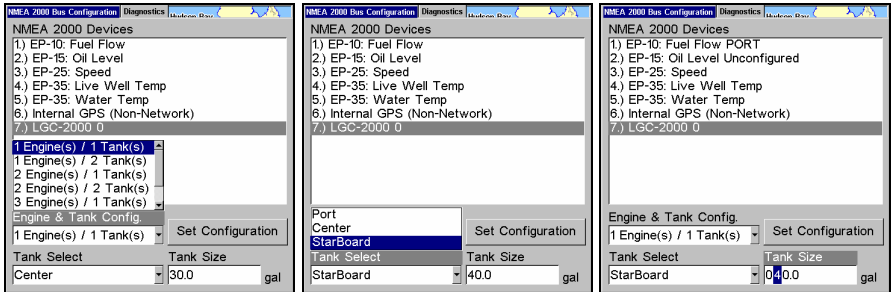 NMEA 2000 Bus Configuration Diagnostics Hudson Bay
NMEA 2000 Devices
1.) EP-10: Fuel Flow
2.) EP-15: Oil Level
3.) EP-25: Speed
4.) EP-35: Live Well Temp
5.) EP-35: Water Temp
6.) Internal GPS (Non-Network)
7.) LGC-2000 0
1 Engine(s) / 1 Tank(s)
1 Engine(s) / 2 Tank(s)
2 Engine(s) / 1 Tank(s)
2 Engine(s) / 2 Tank(s)
3 Engine(s) / 1 Tank(s)
Engine & Tank Config.
1 Engine(s) / 1 Tank(s) Set Configuration
Tank Select Tank Size
Center 30.0 gal
NMEA 2000 Bus Configuration Diagnostics Hudson Bay
NMEA 2000 Devices
1.) EP-10: Fuel Flow
2.) EP-15: Oil Level
3.) EP-25: Speed
4.) EP-35: Live Well Temp
5.) EP-35: Water Temp
6.) Internal GPS (Non-Network)
7.) LGC-2000 0
Port
Center
StarBoard
Set Configuration
Tank Select Tank Size
StarBoard 40.0 gal
NMEA 2000 Bus Configuration Diagnostics Hudson Bay
NMEA 2000 Devices
1.) EP-10: Fuel Flow PORT
2.) EP-15: Oil Level Unconfigured
3.) EP-25: Speed
4.) EP-35: Live Well Temp
5.) EP-35: Water Temp
6.) Internal GPS (Non-Network)
7.) LGC-2000 0
Engine & Tank Config.
1 Engine(s) / 1 Tank(s) Set Configuration
Tank Select Tank Size
StarBoard 040.0 gal